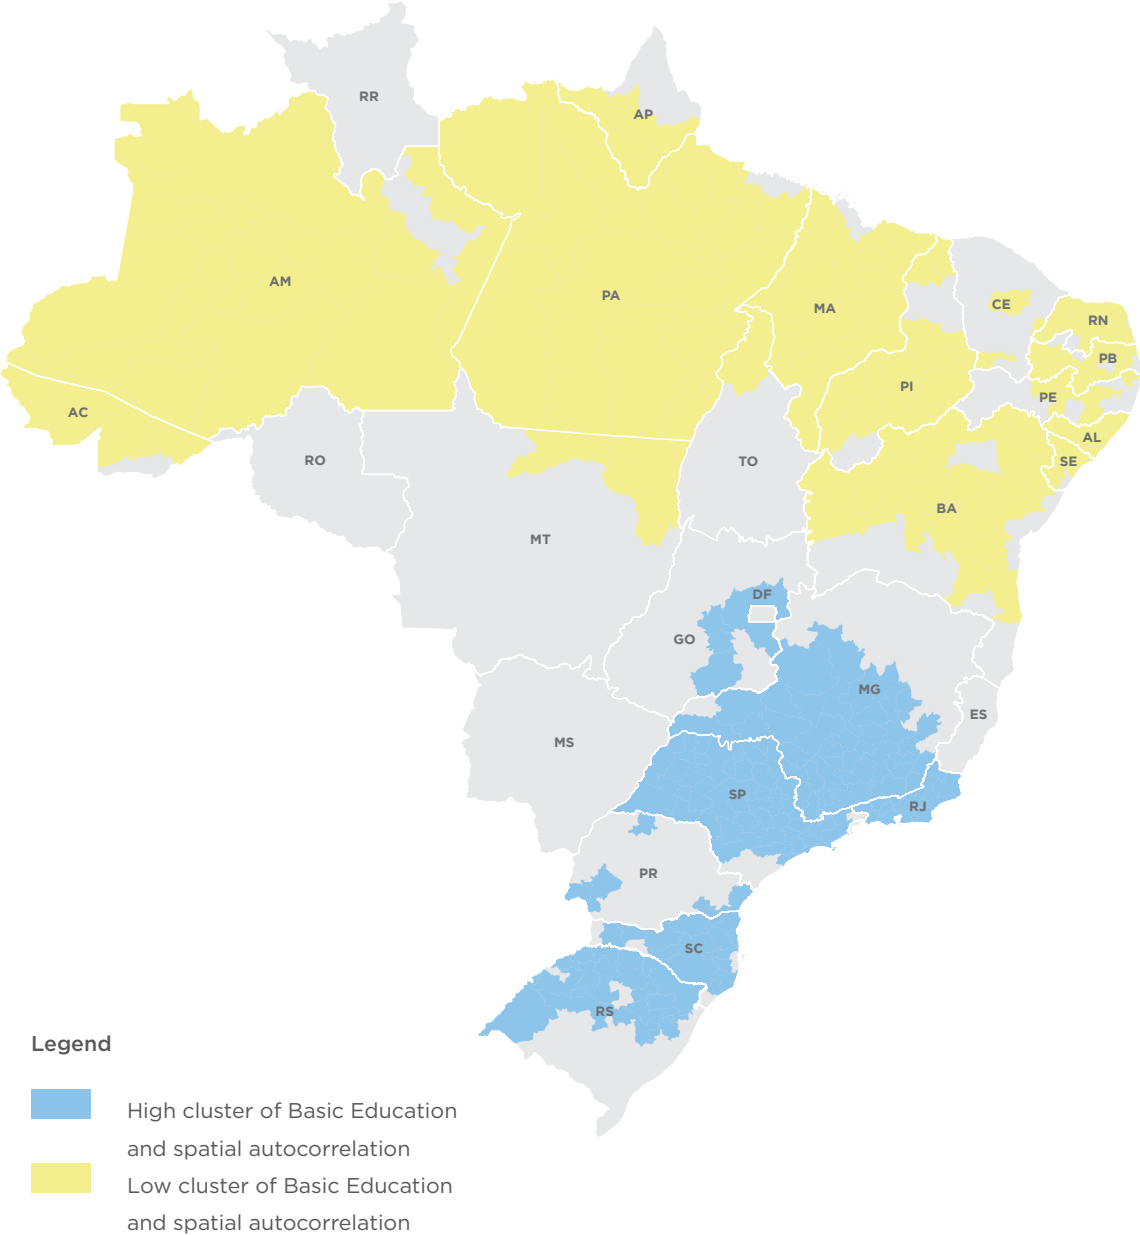 RR
AP
AM
PA
MA
CE
RN
PB
PI
PE
AC
AL
RO
TO
SE
BA
MT
DF
GO
MG
ES
MS
SP
RJ
PR
SC
RS
Legend
High cluster of Basic Education
and spatial autocorrelation
Low cluster of Basic Education
and spatial autocorrelation